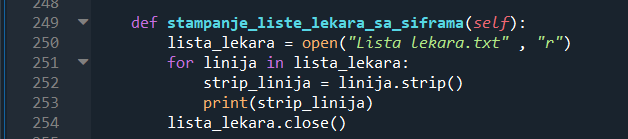 248
249 def stampanje_liste_lekara_sa_siframa(self):
250 lista_lekara = open("Lista lekara.txt" , "r")
251 for linija in lista_lekara:
252 strip_linija = linija.strip()
253 print(strip_linija)
254 lista_lekara.close()